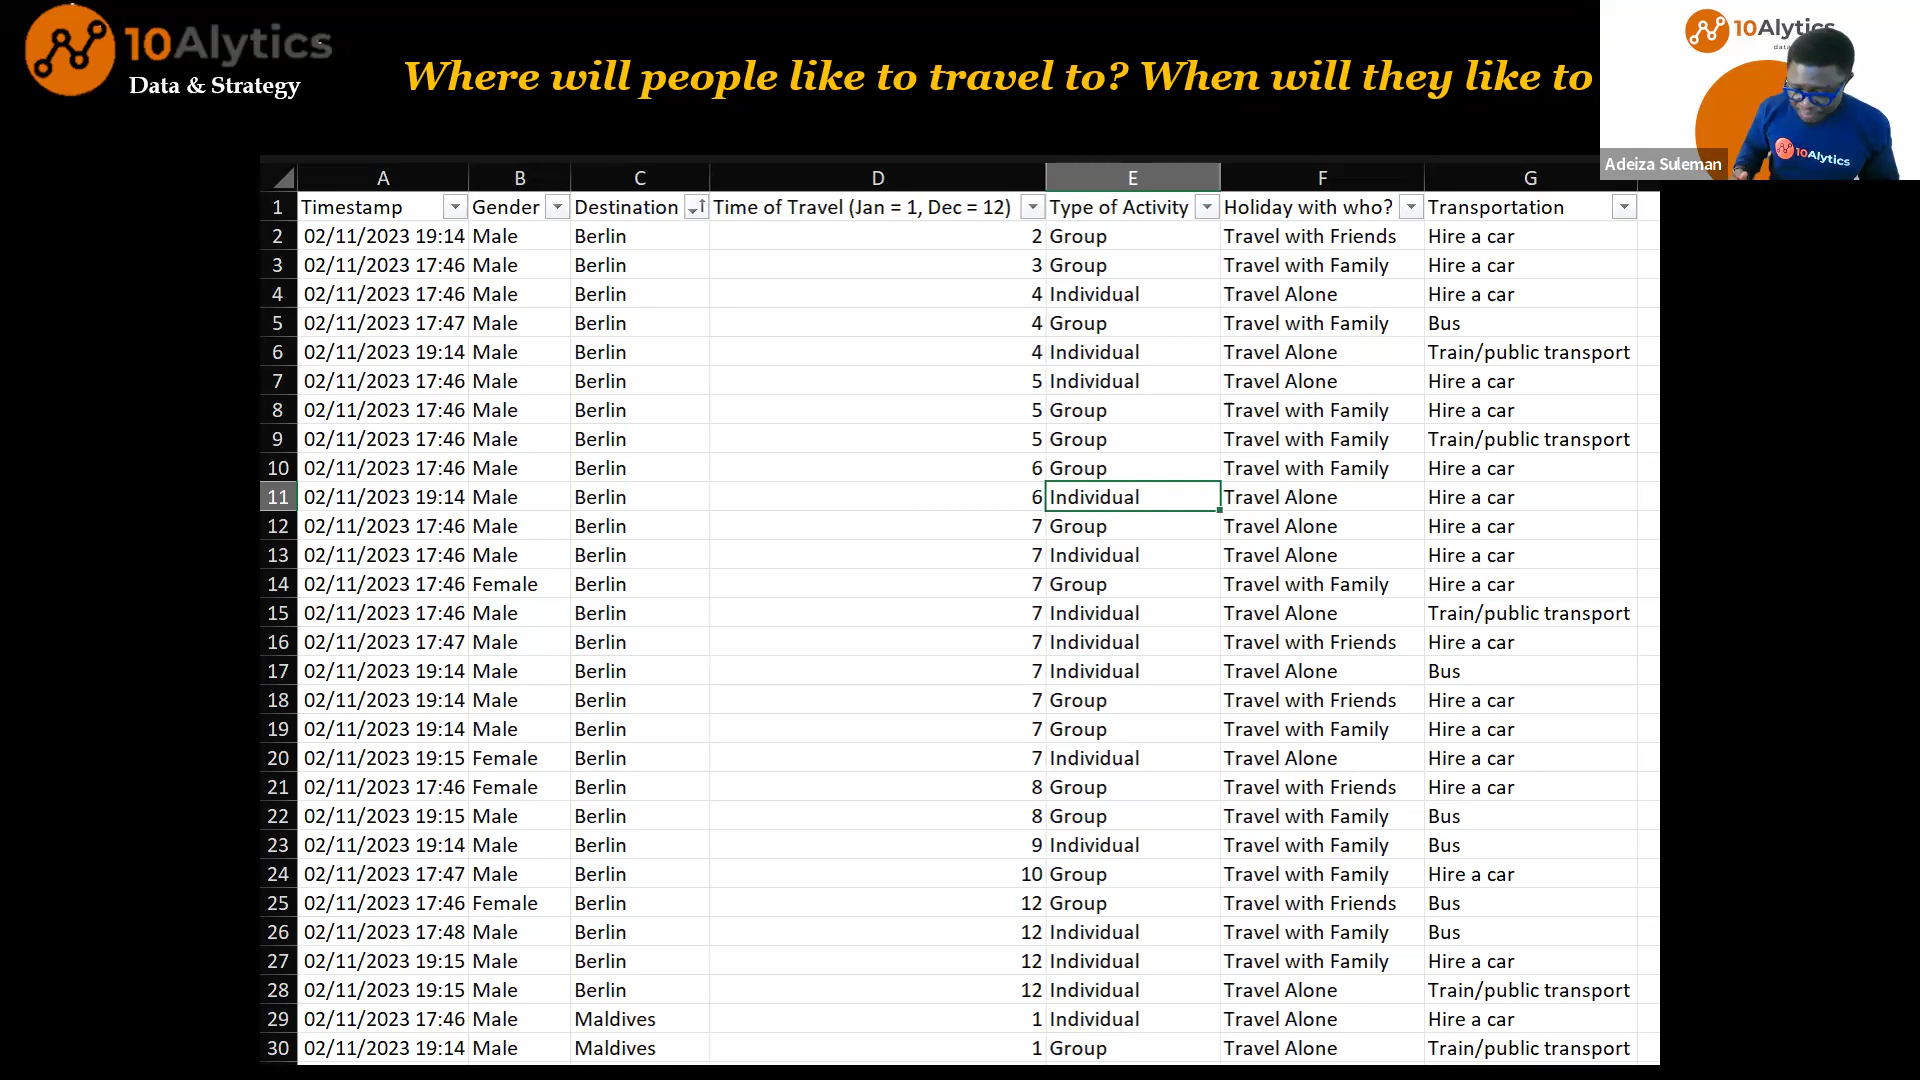 10Alytics
Data & Strategy
Where will people like to travel to? When will they like to
10Alytics
10Alytics
Adeiza Suleman
A B C D E F G
1 Timestamp Gender Destination Time of Travel (Jan = 1, Dec = 12) Type of Activity Holiday with who? Transportation
2 02/11/2023 19:14 Male Berlin 2 Group Travel with Friends Hire a car
3 02/11/2023 17:46 Male Berlin 3 Group Travel with Family Hire a car
4 02/11/2023 17:46 Male Berlin 4 Individual Travel Alone Hire a car
5 02/11/2023 17:47 Male Berlin 4 Group Travel with Family Bus
6 02/11/2023 19:14 Male Berlin 4 Individual Travel Alone Train/public transport
7 02/11/2023 17:46 Male Berlin 5 Individual Travel Alone Hire a car
8 02/11/2023 17:46 Male Berlin 5 Group Travel with Family Hire a car
9 02/11/2023 17:46 Male Berlin 5 Group Travel with Family Train/public transport
10 02/11/2023 17:46 Male Berlin 6 Group Travel with Family Hire a car
11 02/11/2023 19:14 Male Berlin 6 Individual Travel Alone Hire a car
12 02/11/2023 17:46 Male Berlin 7 Group Travel Alone Hire a car
13 02/11/2023 17:46 Male Berlin 7 Individual Travel Alone Hire a car
14 02/11/2023 17:46 Female Berlin 7 Group Travel with Family Hire a car
15 02/11/2023 17:46 Male Berlin 7 Individual Travel Alone Train/public transport
16 02/11/2023 17:47 Male Berlin 7 Individual Travel with Friends Hire a car
17 02/11/2023 19:14 Male Berlin 7 Individual Travel Alone Bus
18 02/11/2023 19:14 Male Berlin 7 Group Travel with Friends Hire a car
19 02/11/2023 19:14 Male Berlin 7 Group Travel with Family Hire a car
20 02/11/2023 19:15 Female Berlin 7 Individual Travel Alone Hire a car
21 02/11/2023 17:46 Female Berlin 8 Group Travel with Friends Hire a car
22 02/11/2023 19:15 Male Berlin 8 Group Travel with Family Bus
23 02/11/2023 19:14 Male Berlin 9 Individual Travel with Family Bus
24 02/11/2023 17:47 Male Berlin 10 Group Travel with Family Hire a car
25 02/11/2023 17:46 Female Berlin 12 Group Travel with Friends Bus
26 02/11/2023 17:48 Male Berlin 12 Individual Travel with Family Bus
27 02/11/2023 19:15 Male Berlin 12 Individual Travel with Family Hire a car
28 02/11/2023 19:15 Male Berlin 12 Individual Travel Alone Train/public transport
29 02/11/2023 17:46 Male Maldives 1 Individual Travel Alone Hire a car
30 02/11/2023 19:14 Male Maldives 1 Group Travel Alone Train/public transport